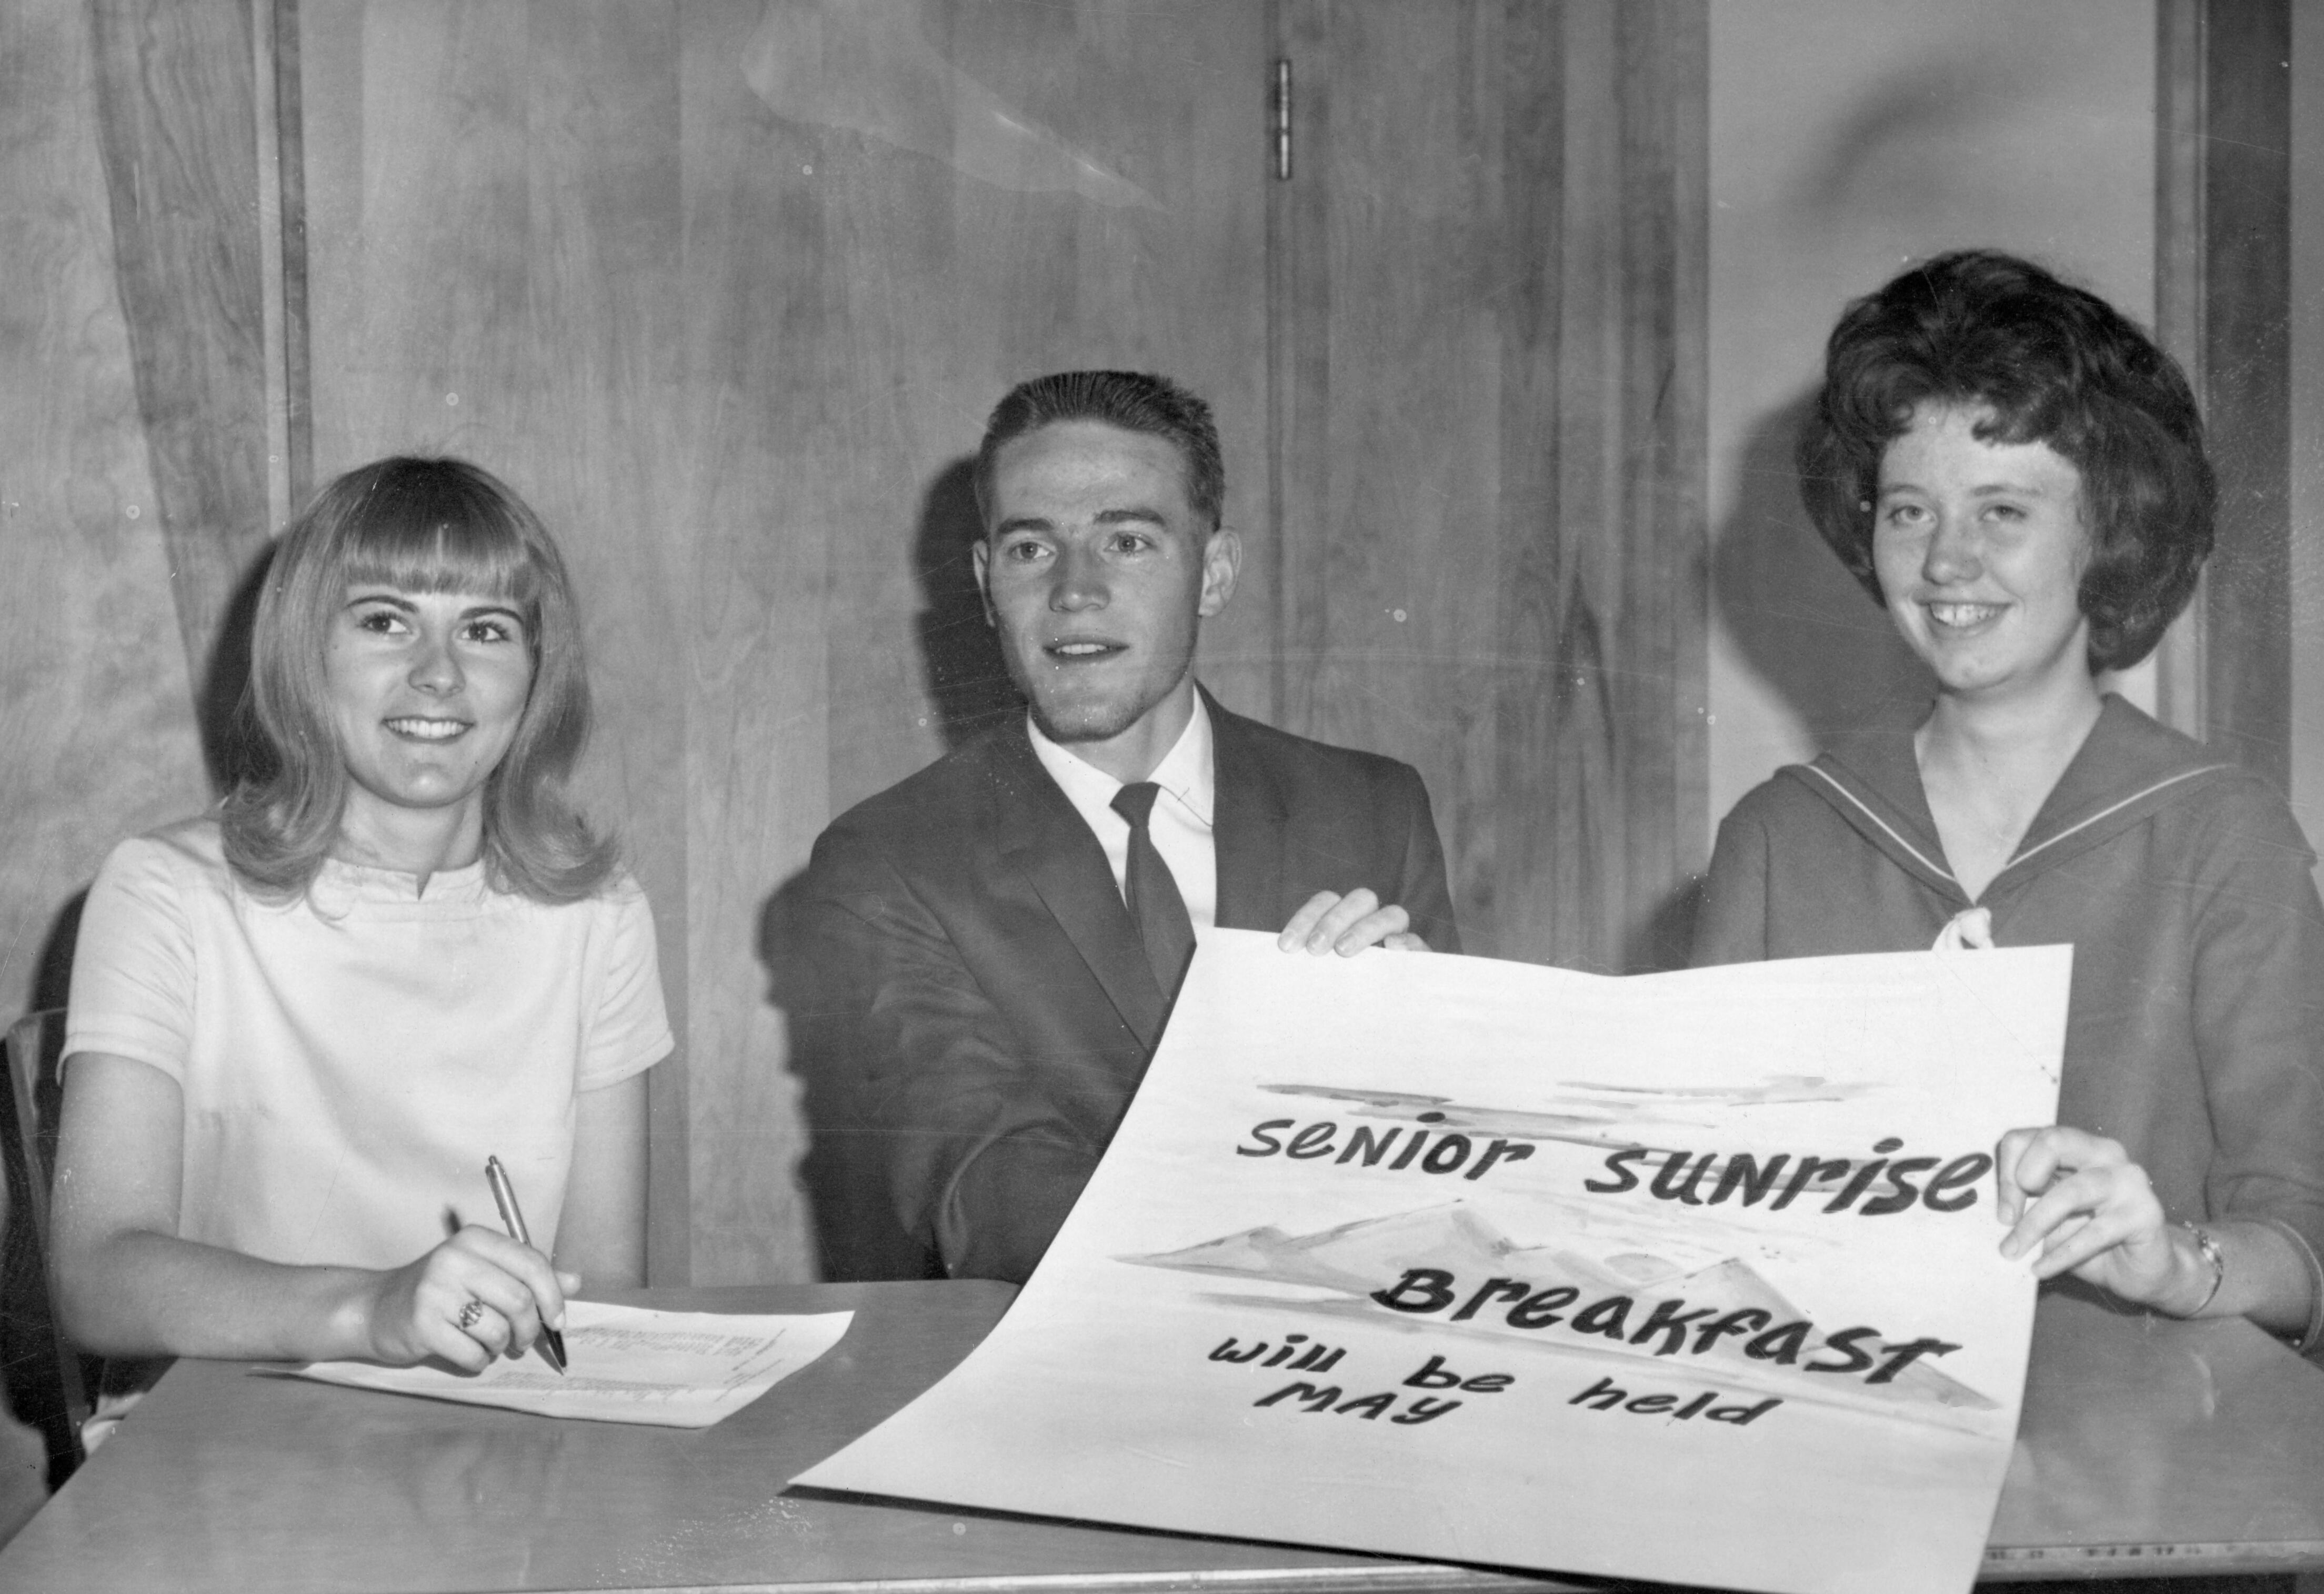 SENior SUNriSe
BreaKfaST
will be held
MAY